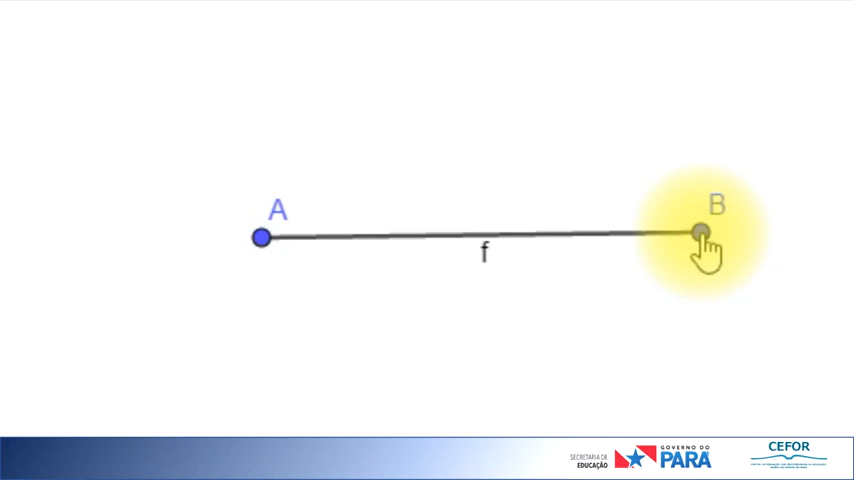 A
B
f
SECRETARIA DE
EDUCAÇÃO
GOVERNO DO
PARÁ
CEFOR